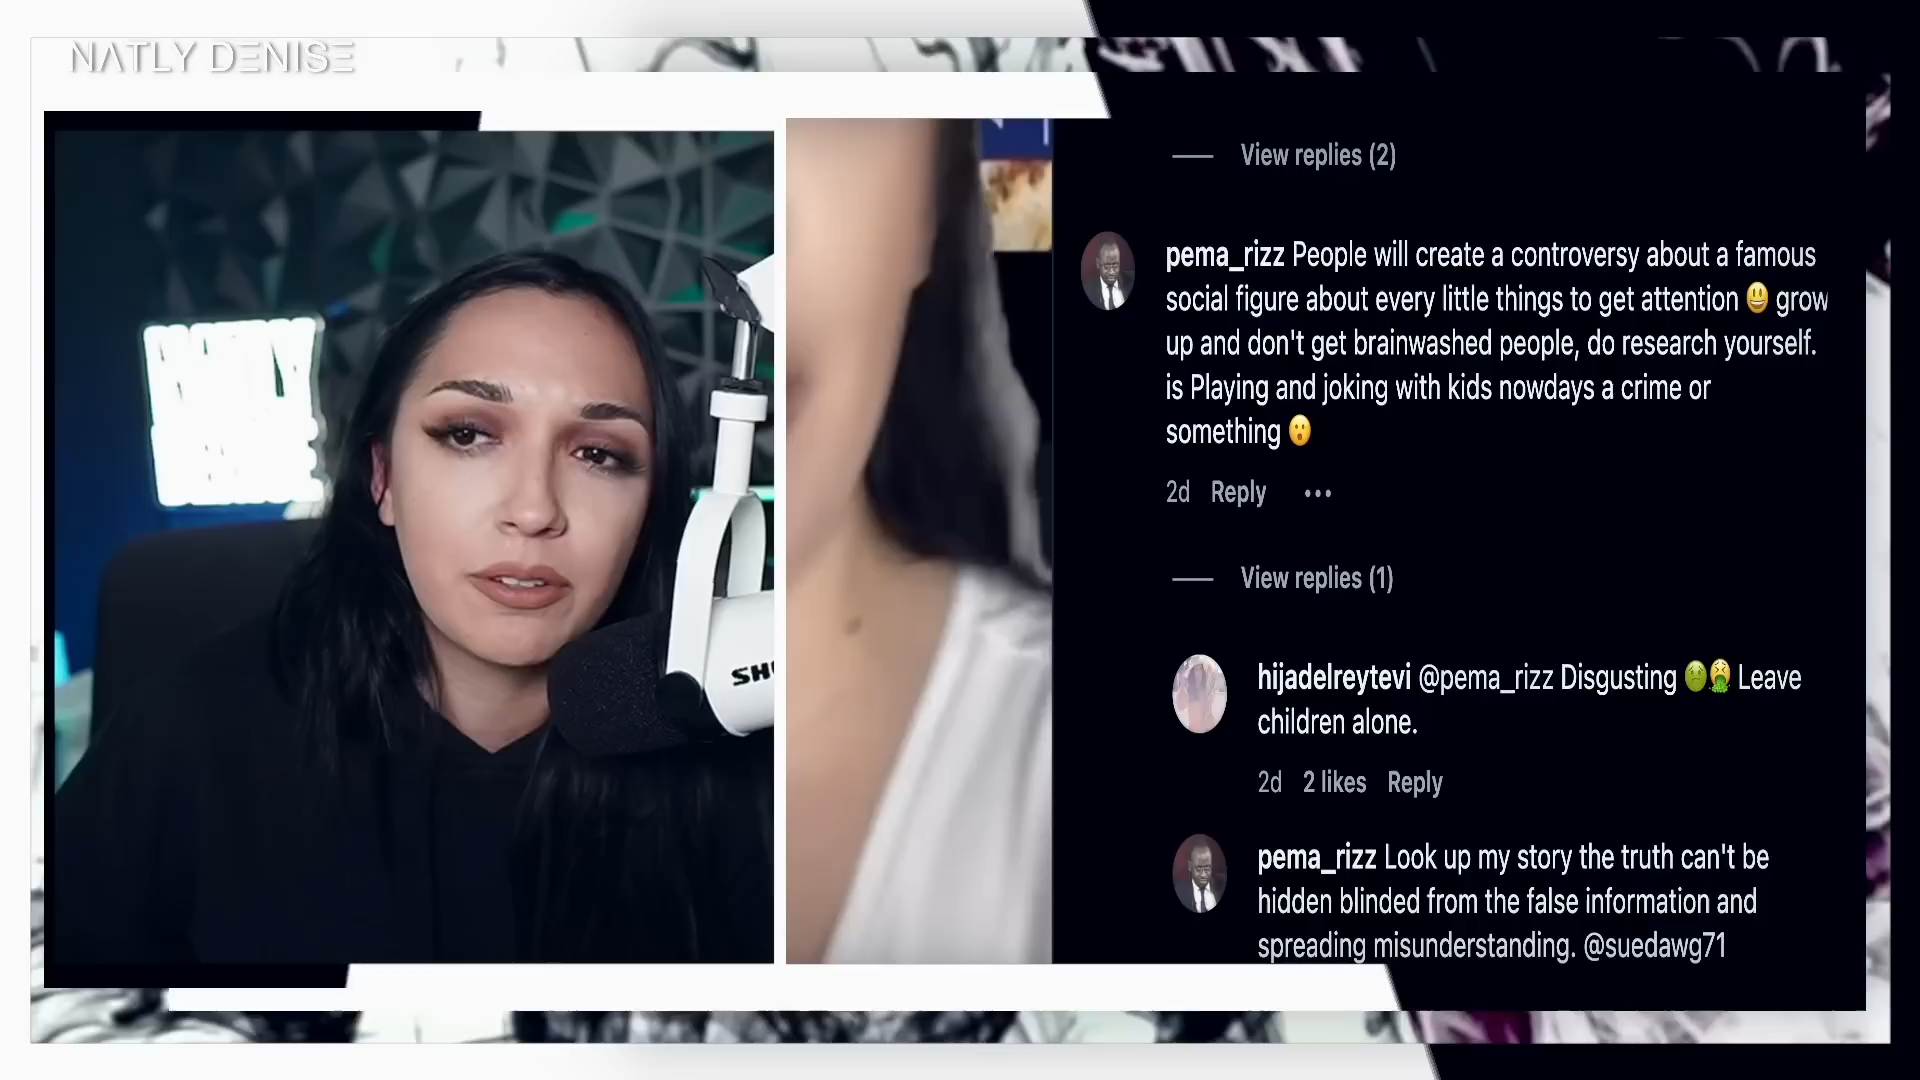 NATLY DENISE
View replies (2)
pema_rizz People will create a controversy about a famous
social figure about every little things to get attention 😃 grow
up and don't get brainwashed people, do research yourself.
is Playing and joking with kids nowdays a crime or
something 😮
2d Reply •••
View replies (1)
hijadelreytevi @pema_rizz Disgusting 🤢🤮 Leave
children alone.
2d 2 likes Reply
pema_rizz Look up my story the truth can't be
hidden blinded from the false information and
spreading misunderstanding. @suedawg71